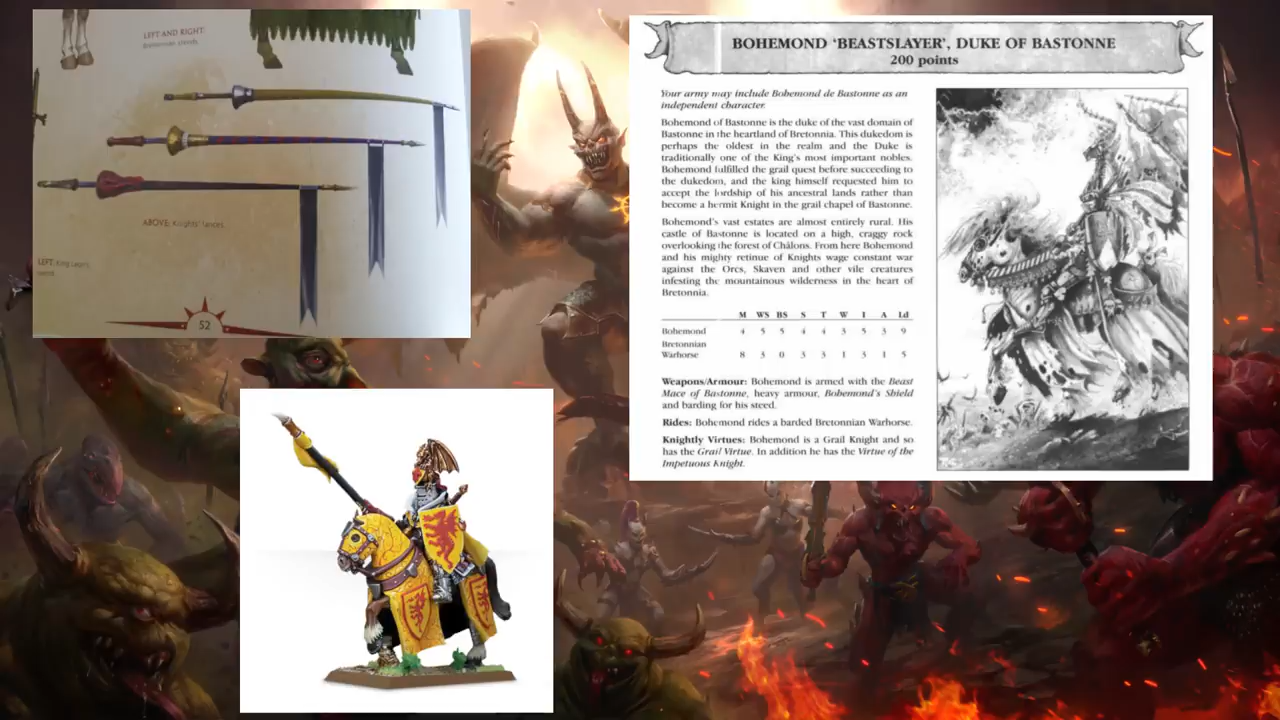 LEFT AND RIGHT:
Bretonnian steeds.
ABOVE: Knights' lances.
LEFT: King Leon's
sword.
52
BOHEMOND ‘BEASTSLAYER’, DUKE OF BASTONNE
200 points
Your army may include Bohemond de Bastonne as an
independent character.
Bohemond of Bastonne is the duke of the vast domain of
Bastonne in the heartland of Bretonnia. This dukedom is
perhaps the oldest in the realm and the Duke is
traditionally one of the King's most important nobles.
Bohemond fulfilled the grail quest before succeeding to
the dukedom, and the king himself requested him to
accept the lordship of his ancestral lands rather than
become a hermit Knight in the grail chapel of Bastonne.
Bohemond's vast estates are almost entirely rural. His
castle of Bastonne is located on a high, craggy rock
overlooking the forest of Châlons. From here Bohemond
and his mighty retinue of Knights wage constant war
against the Orcs, Skaven and other vile creatures
infesting the mountainous wilderness in the heart of
Bretonnia.
M WS BS S T W I A Ld
Bohemond 4 5 5 4 4 3 5 3 9
Bretonnian
Warhorse 8 3 0 3 3 1 3 1 5
Weapons/Armour: Bohemond is armed with the Beast
Mace of Bastonne, heavy armour, Bohemond's Shield
and barding for his steed.
Rides: Bohemond rides a barded Bretonnian Warhorse.
Knightly Virtues: Bohemond is a Grail Knight and so
has the Grail Virtue. In addition he has the Virtue of the
Impetuous Knight.